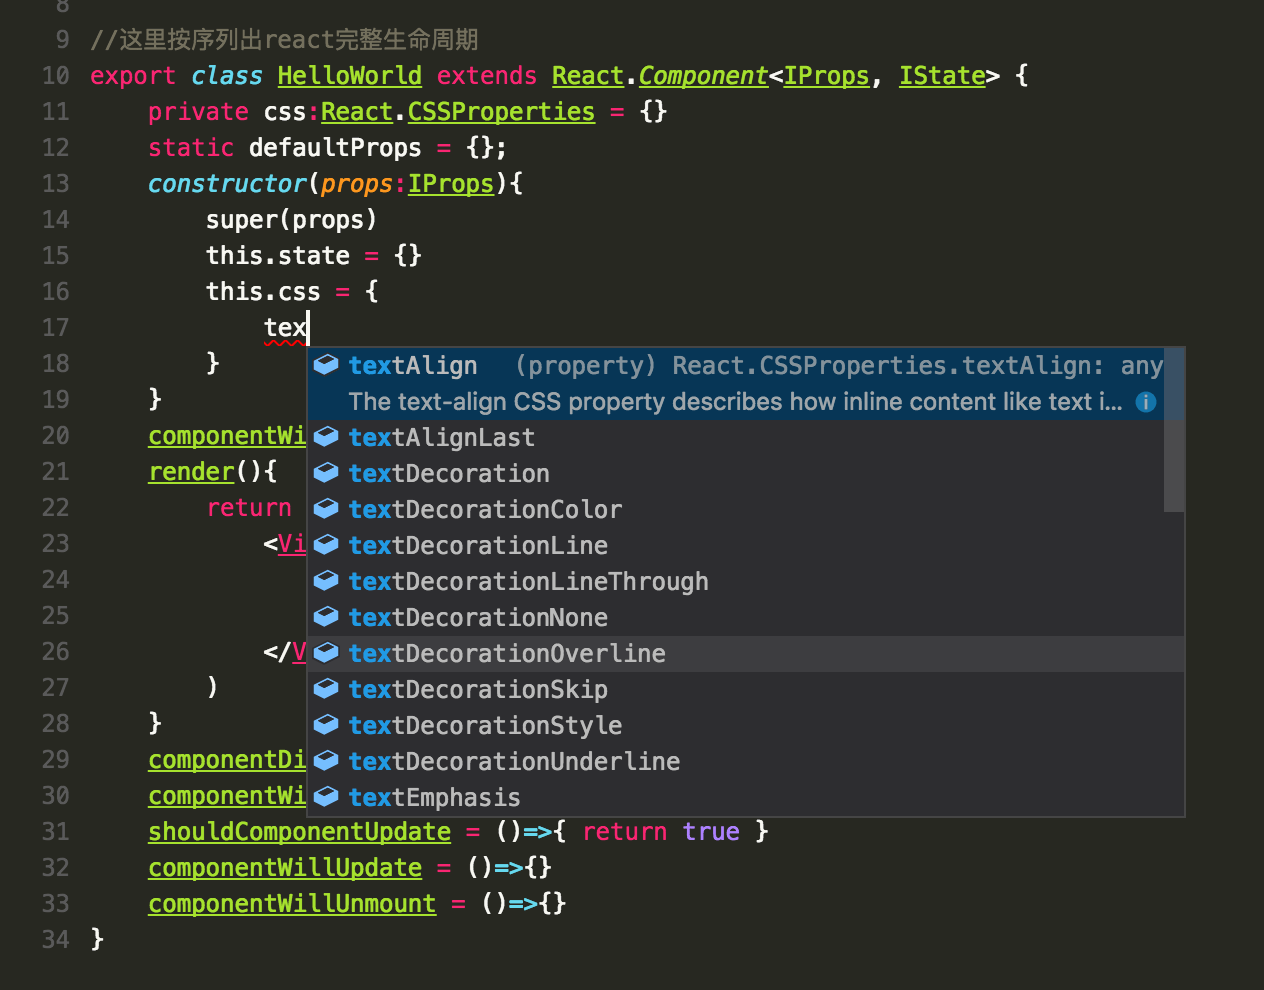 8
9 //这里按序列出react完整生命周期
10 export class HelloWorld extends React.Component<IProps, IState> {
11 private css:React.CSSProperties = {}
12 static defaultProps = {};
13 constructor(props:IProps){
14 super(props)
15 this.state = {}
16 this.css = {
17 tex
18 }
textAlign (property) React.CSSProperties.textAlign: any
The text-align CSS property describes how inline content like text i...
19 }
textAlignLast
20 componentWi
textDecoration
21 render(){
textDecorationColor
22 return
textDecorationLine
23 <Vi
textDecorationLineThrough
24
textDecorationNone
25
textDecorationOverline
26 </V
textDecorationSkip
27 )
textDecorationStyle
28 }
textDecorationUnderline
29 componentDi
textEmphasis
30 componentWi
31 shouldComponentUpdate = ()=>{ return true }
32 componentWillUpdate = ()=>{}
33 componentWillUnmount = ()=>{}
34 }